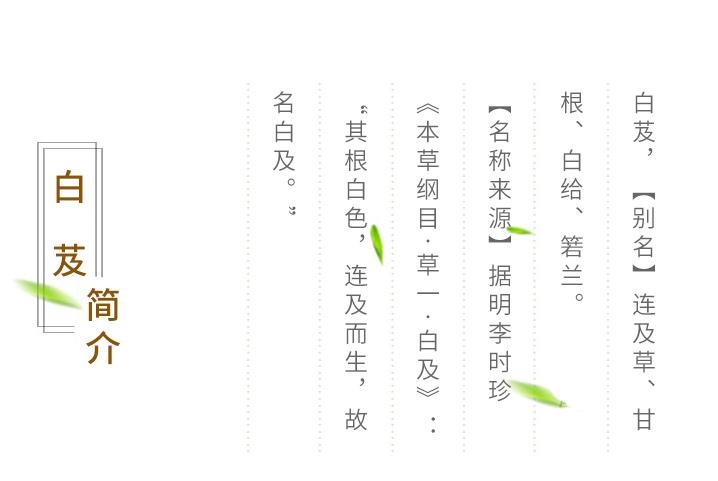 白芨，【别名】连及草、甘
根、白给、箬兰。
【名称来源】据明李时珍
《本草纲目·草一·白及》：
“其根白色，连及而生，故
名白及。”
白芨
简介